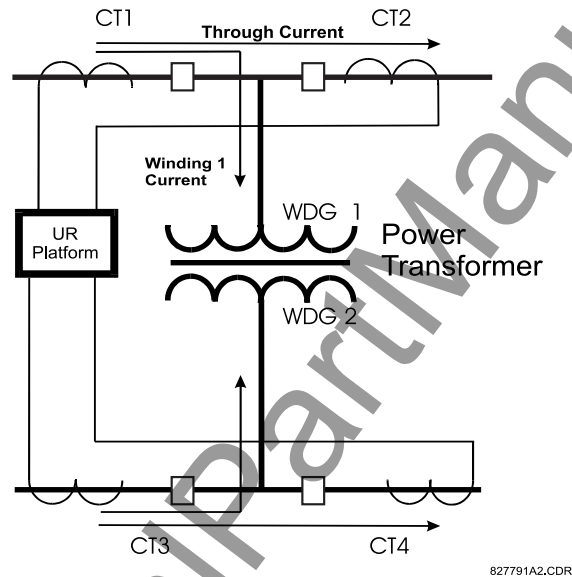 CT1
Through Current
CT2
Winding 1
Current
UR
Platform
WDG 1
Power
Transformer
WDG 2
CT3
CT4
827791A2.CDR